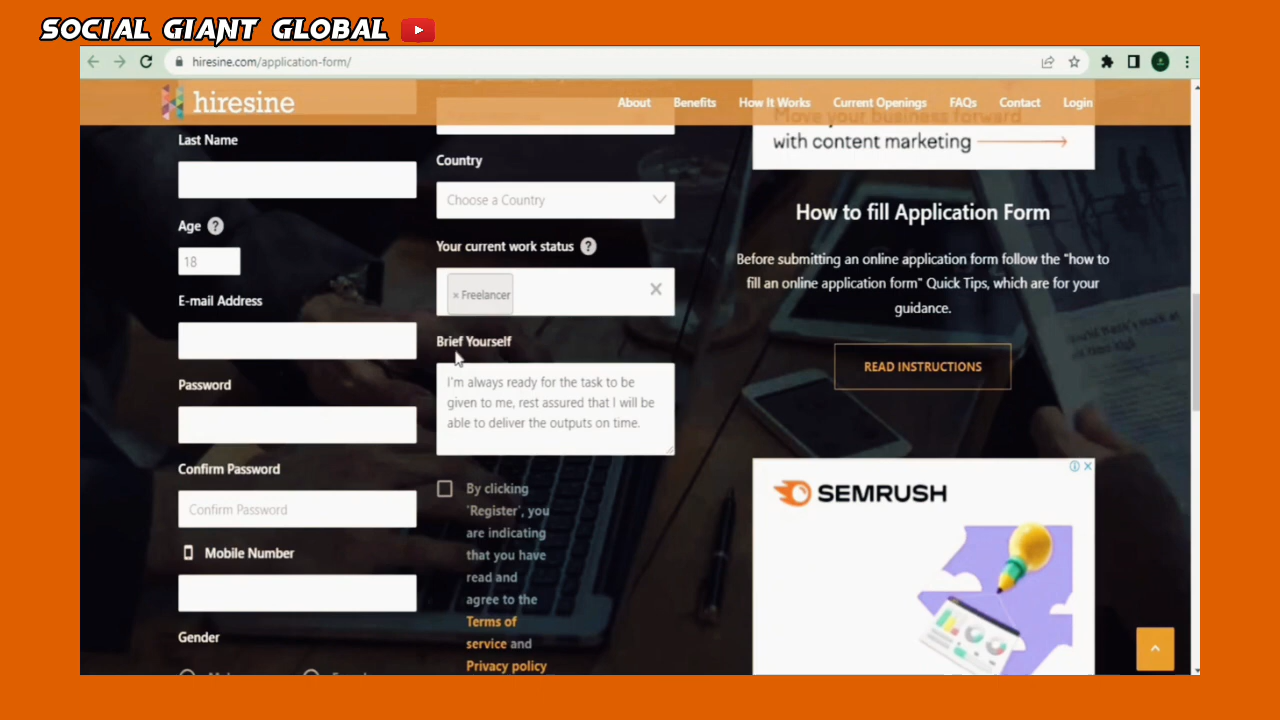 SOCIAL GIANT GLOBAL
hiresine.com/application-form/
hiresine
About
Benefits
How It Works
Current Openings
FAQs
Contact
Login
Last Name
Age ?
18
E-mail Address
Password
Confirm Password
Confirm Password
Mobile Number
Gender
Country
Choose a Country
Your current work status ?
× Freelancer
Brief Yourself
I'm always ready for the task to be
given to me, rest assured that I will be
able to deliver the outputs on time.
By clicking
'Register', you
are indicating
that you have
read and
agree to the
Terms of
service and
Privacy policy
Move your business forward
with content marketing
How to fill Application Form
Before submitting an online application form follow the "how to
fill an online application form" Quick Tips, which are for your
guidance.
READ INSTRUCTIONS
SEMRUSH